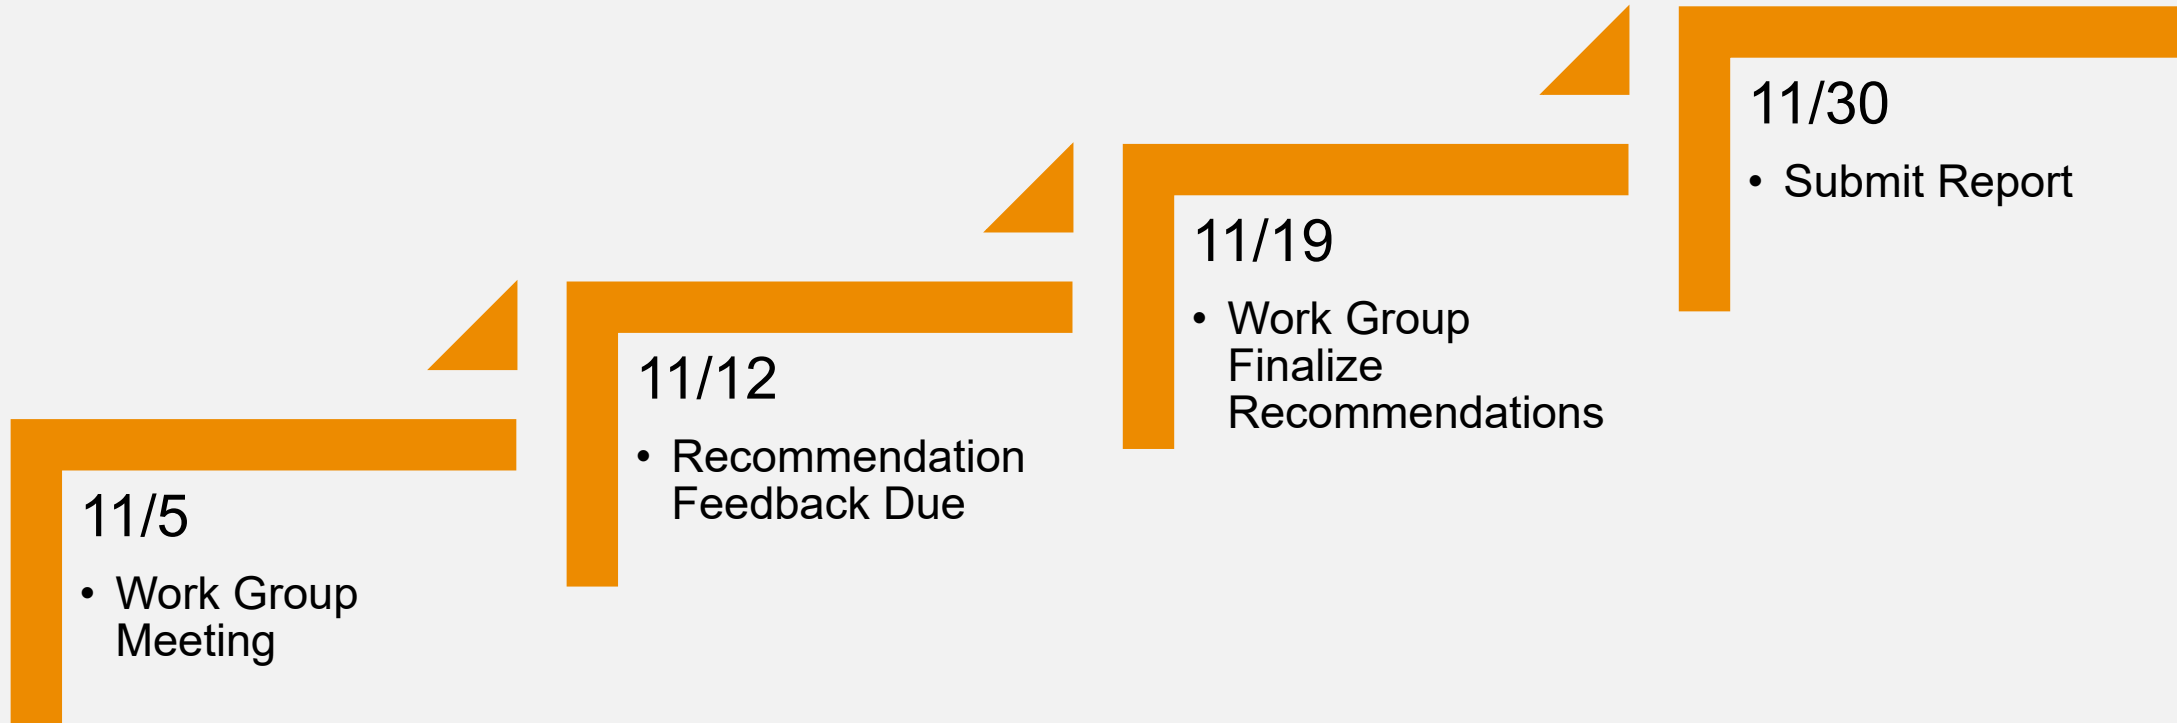 11/5
• Work Group
Meeting
11/12
• Recommendation
Feedback Due
11/19
• Work Group
Finalize
Recommendations
11/30
• Submit Report